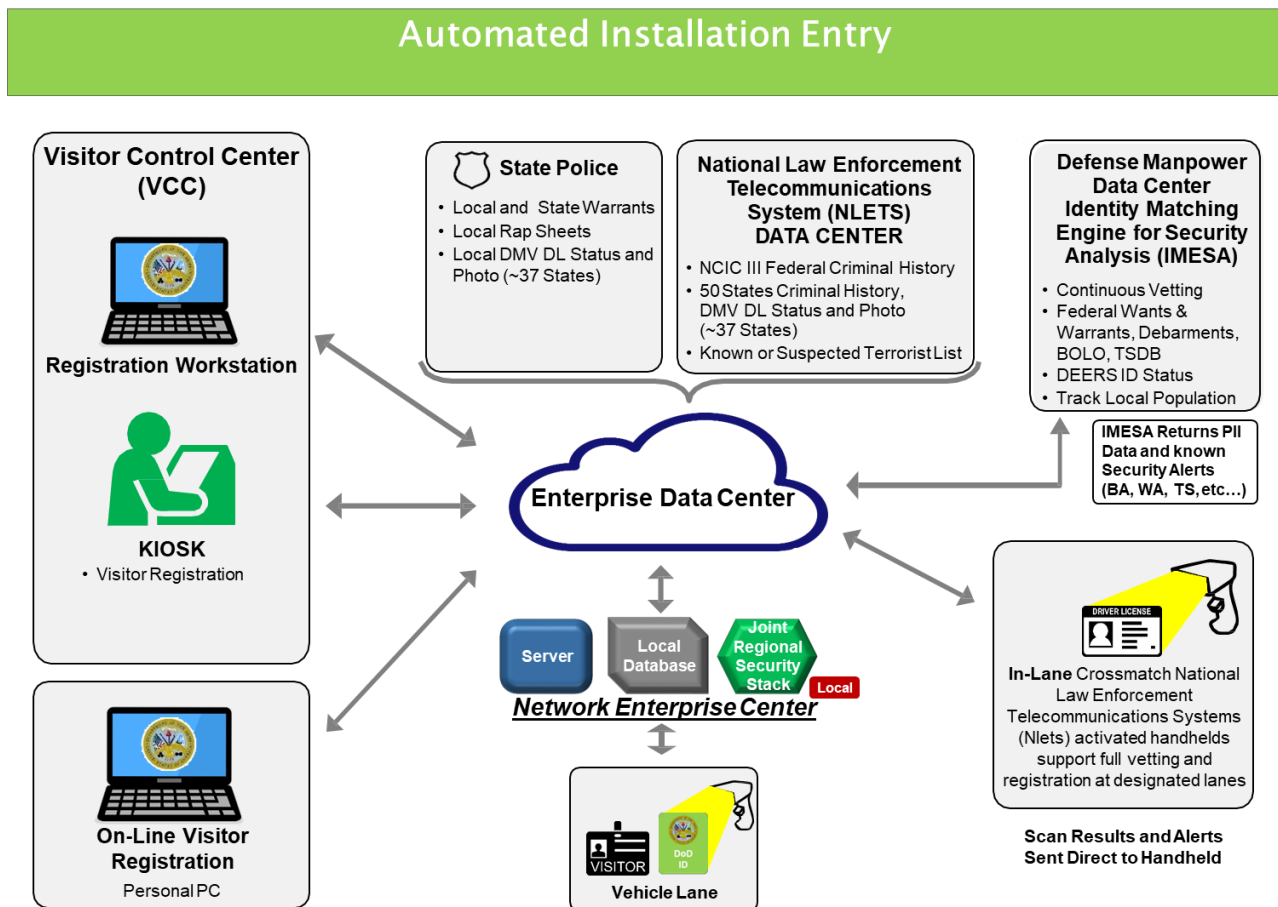 Automated Installation Entry
Visitor Control Center
(VCC)
Registration Workstation
KIOSK
• Visitor Registration
On-Line Visitor
Registration
Personal PC
State Police
• Local and State Warrants
• Local Rap Sheets
• Local DMV DL Status and
Photo (~37 States)
National Law Enforcement
Telecommunications
System (NLETS)
DATA CENTER
• NCIC III Federal Criminal History
• 50 States Criminal History,
DMV DL Status and Photo
(~37 States)
• Known or Suspected Terrorist List
Defense Manpower
Data Center
Identity Matching
Engine for Security
Analysis (IMESA)
• Continuous Vetting
• Federal Wants &
Warrants, Debarments,
BOLO, TSDB
• DEERS ID Status
• Track Local Population
IMESA Returns PII
Data and known
Security Alerts
(BA, WA, TS, etc...)
Enterprise Data Center
Server
Local
Database
Joint
Regional
Security
Stack
Local
Network Enterprise Center
VISITOR
DoD
ID
Vehicle Lane
DRIVER LICENSE
In-Lane Crossmatch National
Law Enforcement
Telecommunications Systems
(Nlets) activated handhelds
support full vetting and
registration at designated lanes
Scan Results and Alerts
Sent Direct to Handheld